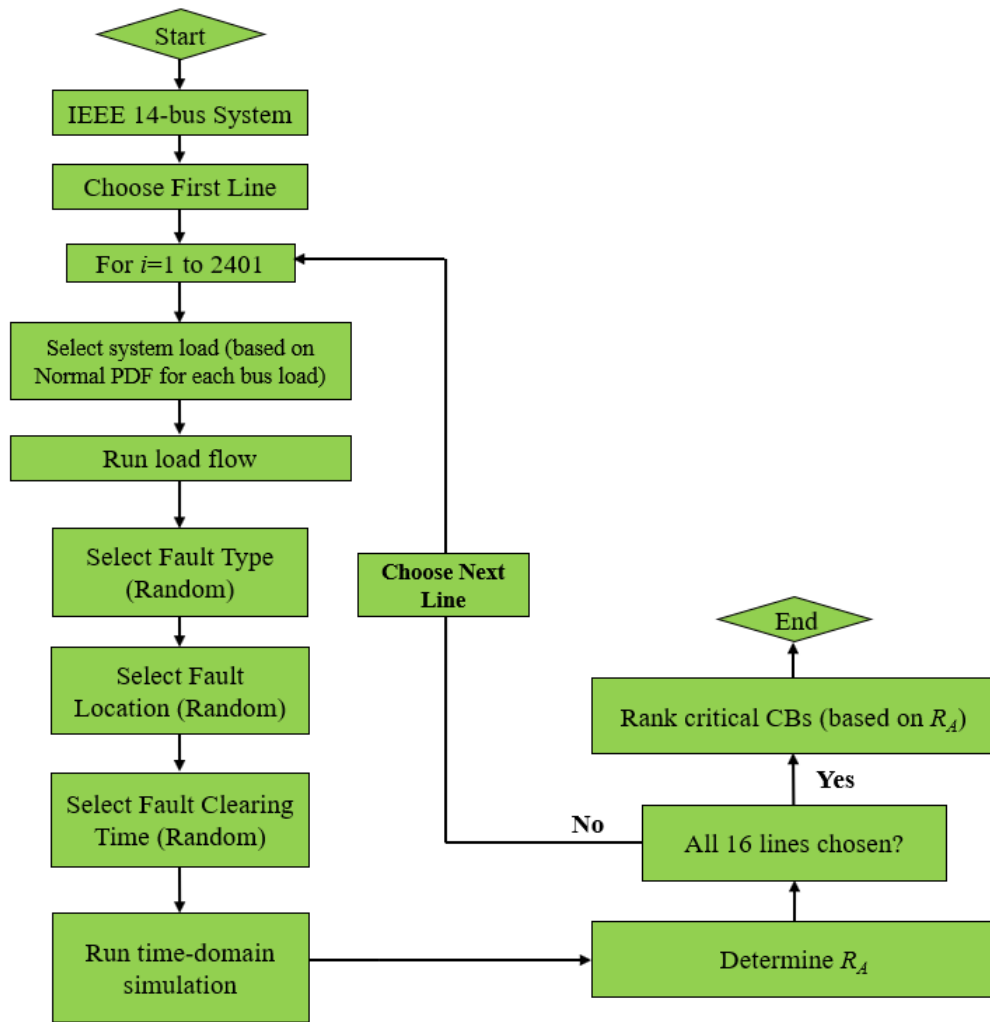 Start
IEEE 14-bus System
Choose First Line
For i=1 to 2401
Select system load (based on
Normal PDF for each bus load)
Run load flow
Select Fault Type
(Random)
Select Fault
Location (Random)
Select Fault Clearing
Time (Random)
Run time-domain
simulation
Determine R_A
All 16 lines chosen?
No
Choose Next
Line
Yes
Rank critical CBs (based on R_A)
End